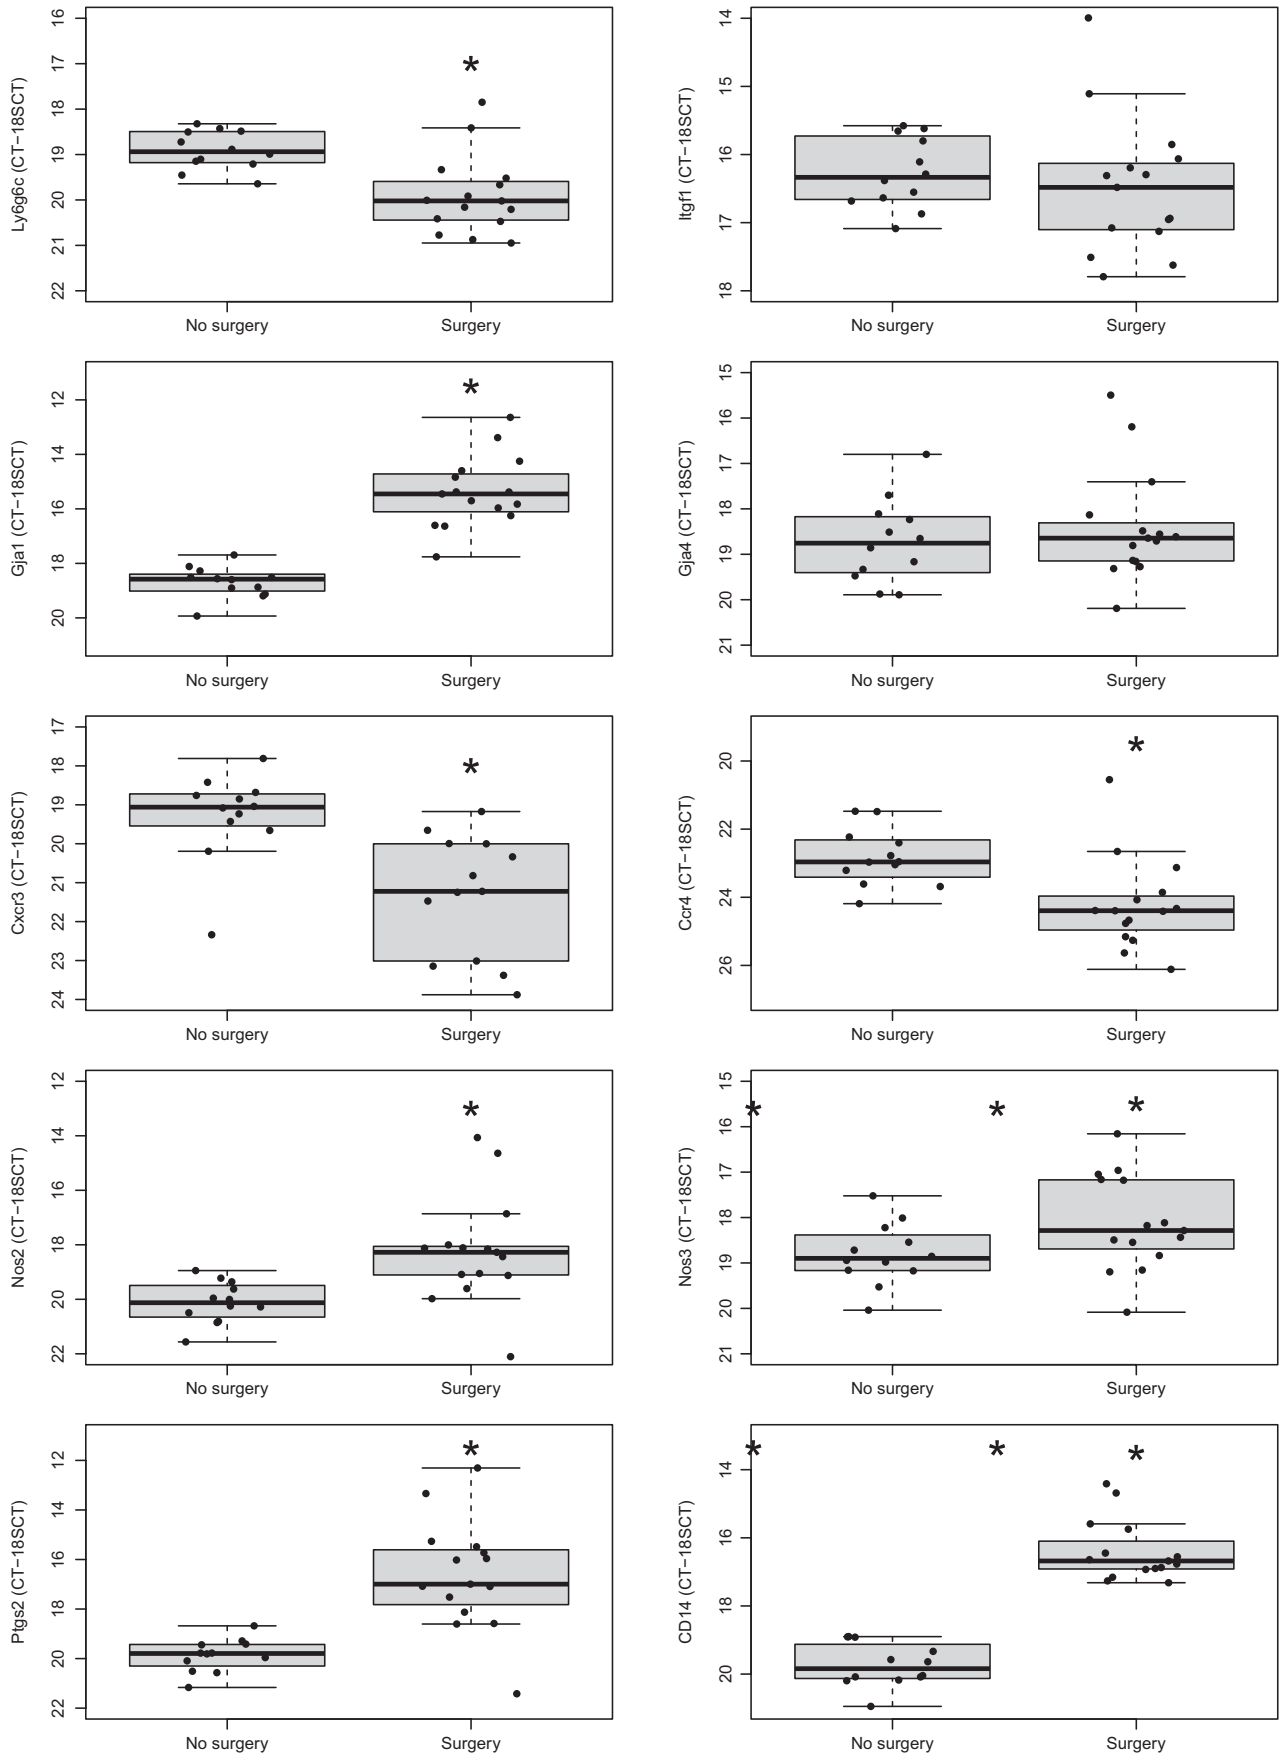 Ly6g6c (CT−18SCT)
16
17
18
19
20
21
22
*
No surgery
Surgery
Itgf1 (CT−18SCT)
14
15
16
17
18
No surgery
Surgery
Gja1 (CT−18SCT)
12
14
16
18
20
*
No surgery
Surgery
Gja4 (CT−18SCT)
15
16
17
18
19
20
21
No surgery
Surgery
Cxcr3 (CT−18SCT)
17
18
19
20
21
22
23
24
*
No surgery
Surgery
Ccr4 (CT−18SCT)
20
22
24
26
*
No surgery
Surgery
Nos2 (CT−18SCT)
12
14
16
18
20
22
*
No surgery
Surgery
Nos3 (CT−18SCT)
15
16
17
18
19
20
21
* * *
No surgery
Surgery
Ptgs2 (CT−18SCT)
12
14
16
18
20
22
*
No surgery
Surgery
CD14 (CT−18SCT)
14
16
18
20
* * *
No surgery
Surgery